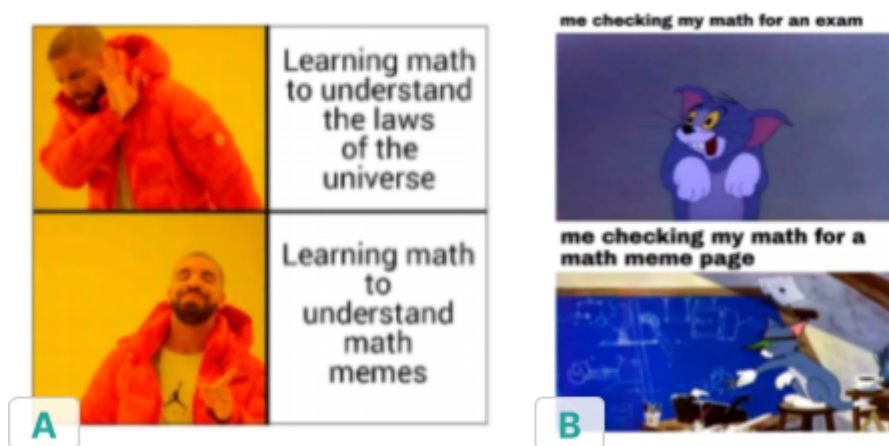 Learning math
to understand
the laws
of the
universe
Learning math
to
understand
math
memes
A
me checking my math for an exam
me checking my math for a
math meme page
B